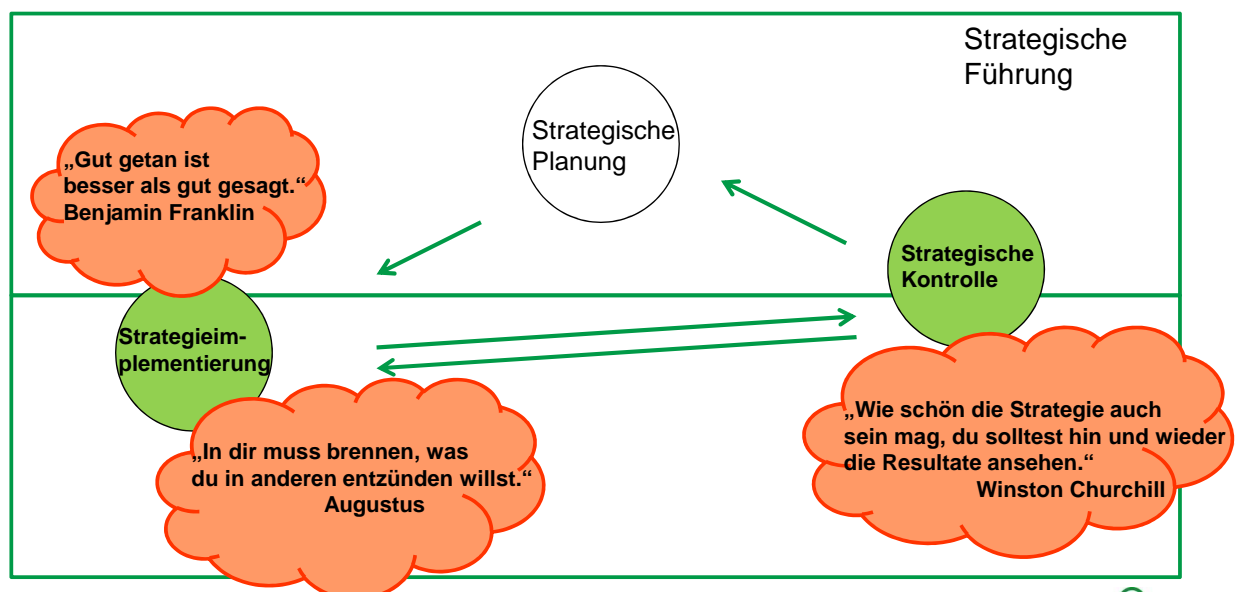 Strategische
Führung
Strategische
Planung
„Gut getan ist
besser als gut gesagt.“
Benjamin Franklin
Strategische
Kontrolle
Strategieim-
plementierung
„In dir muss brennen, was
du in anderen entzünden willst.“
Augustus
„Wie schön die Strategie auch
sein mag, du solltest hin und wieder
die Resultate ansehen.“
Winston Churchill